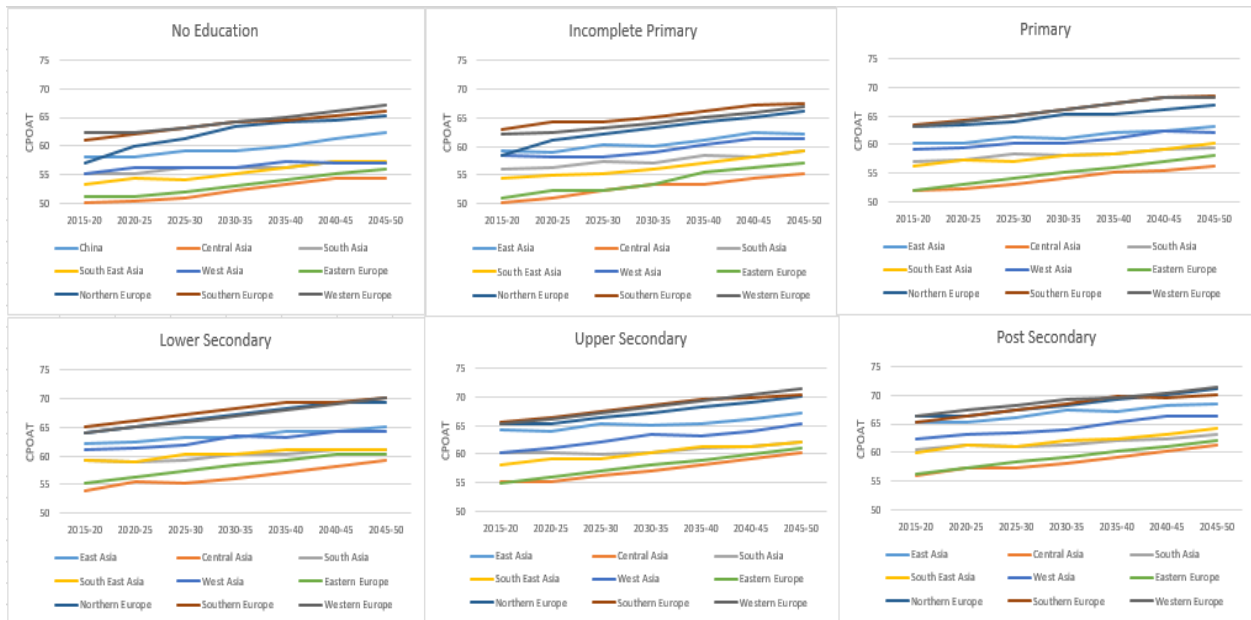 No Education
CPOAT
75
70
65
60
55
50
2015-20 2020-25 2025-30 2030-35 2035-40 2040-45 2045-50
China Central Asia South Asia
South East Asia West Asia Eastern Europe
Northern Europe Southern Europe Western Europe
Incomplete Primary
CPOAT
75
70
65
60
55
50
2015-20 2020-25 2025-30 2030-35 2035-40 2040-45 2045-50
East Asia Central Asia South Asia
South East Asia West Asia Eastern Europe
Northern Europe Southern Europe Western Europe
Primary
CPOAT
75
70
65
60
55
50
2015-20 2020-25 2025-30 2030-35 2035-40 2040-45 2045-50
East Asia Central Asia South Asia
South East Asia West Asia Eastern Europe
Northern Europe Southern Europe Western Europe
Lower Secondary
CPOAT
75
70
65
60
55
50
2015-20 2020-25 2025-30 2030-35 2035-40 2040-45 2045-50
East Asia Central Asia South Asia
South East Asia West Asia Eastern Europe
Northern Europe Southern Europe Western Europe
Upper Secondary
CPOAT
75
70
65
60
55
50
2015-20 2020-25 2025-30 2030-35 2035-40 2040-45 2045-50
East Asia Central Asia South Asia
South East Asia West Asia Eastern Europe
Northern Europe Southern Europe Western Europe
Post Secondary
CPOAT
75
70
65
60
55
50
2015-20 2020-25 2025-30 2030-35 2035-40 2040-45 2045-50
East Asia Central Asia South Asia
South East Asia West Asia Eastern Europe
Northern Europe Southern Europe Western Europe